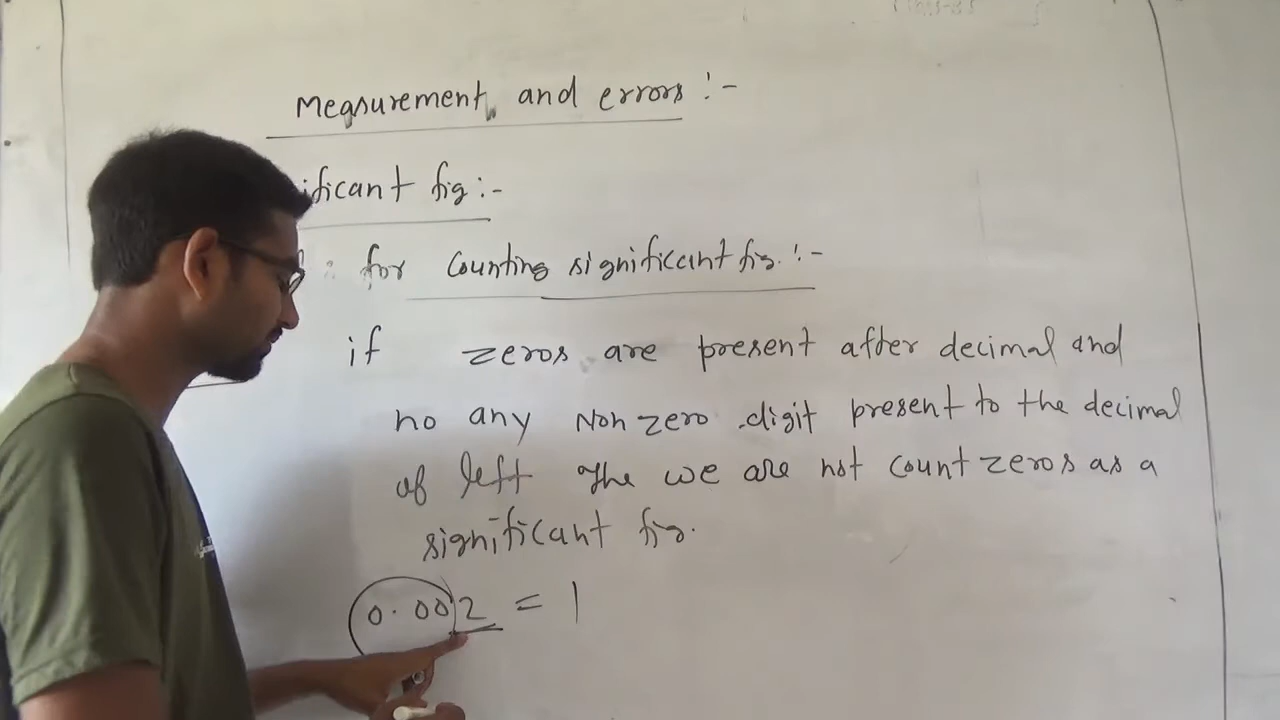 Measurement and errors :-
ificant fig :-
for Counting significant fig. :-
if zeros are present after decimal and
no any Non zero digit present to the decimal
of left The we are not count zeros as a
significant fig.
0.002 = 1